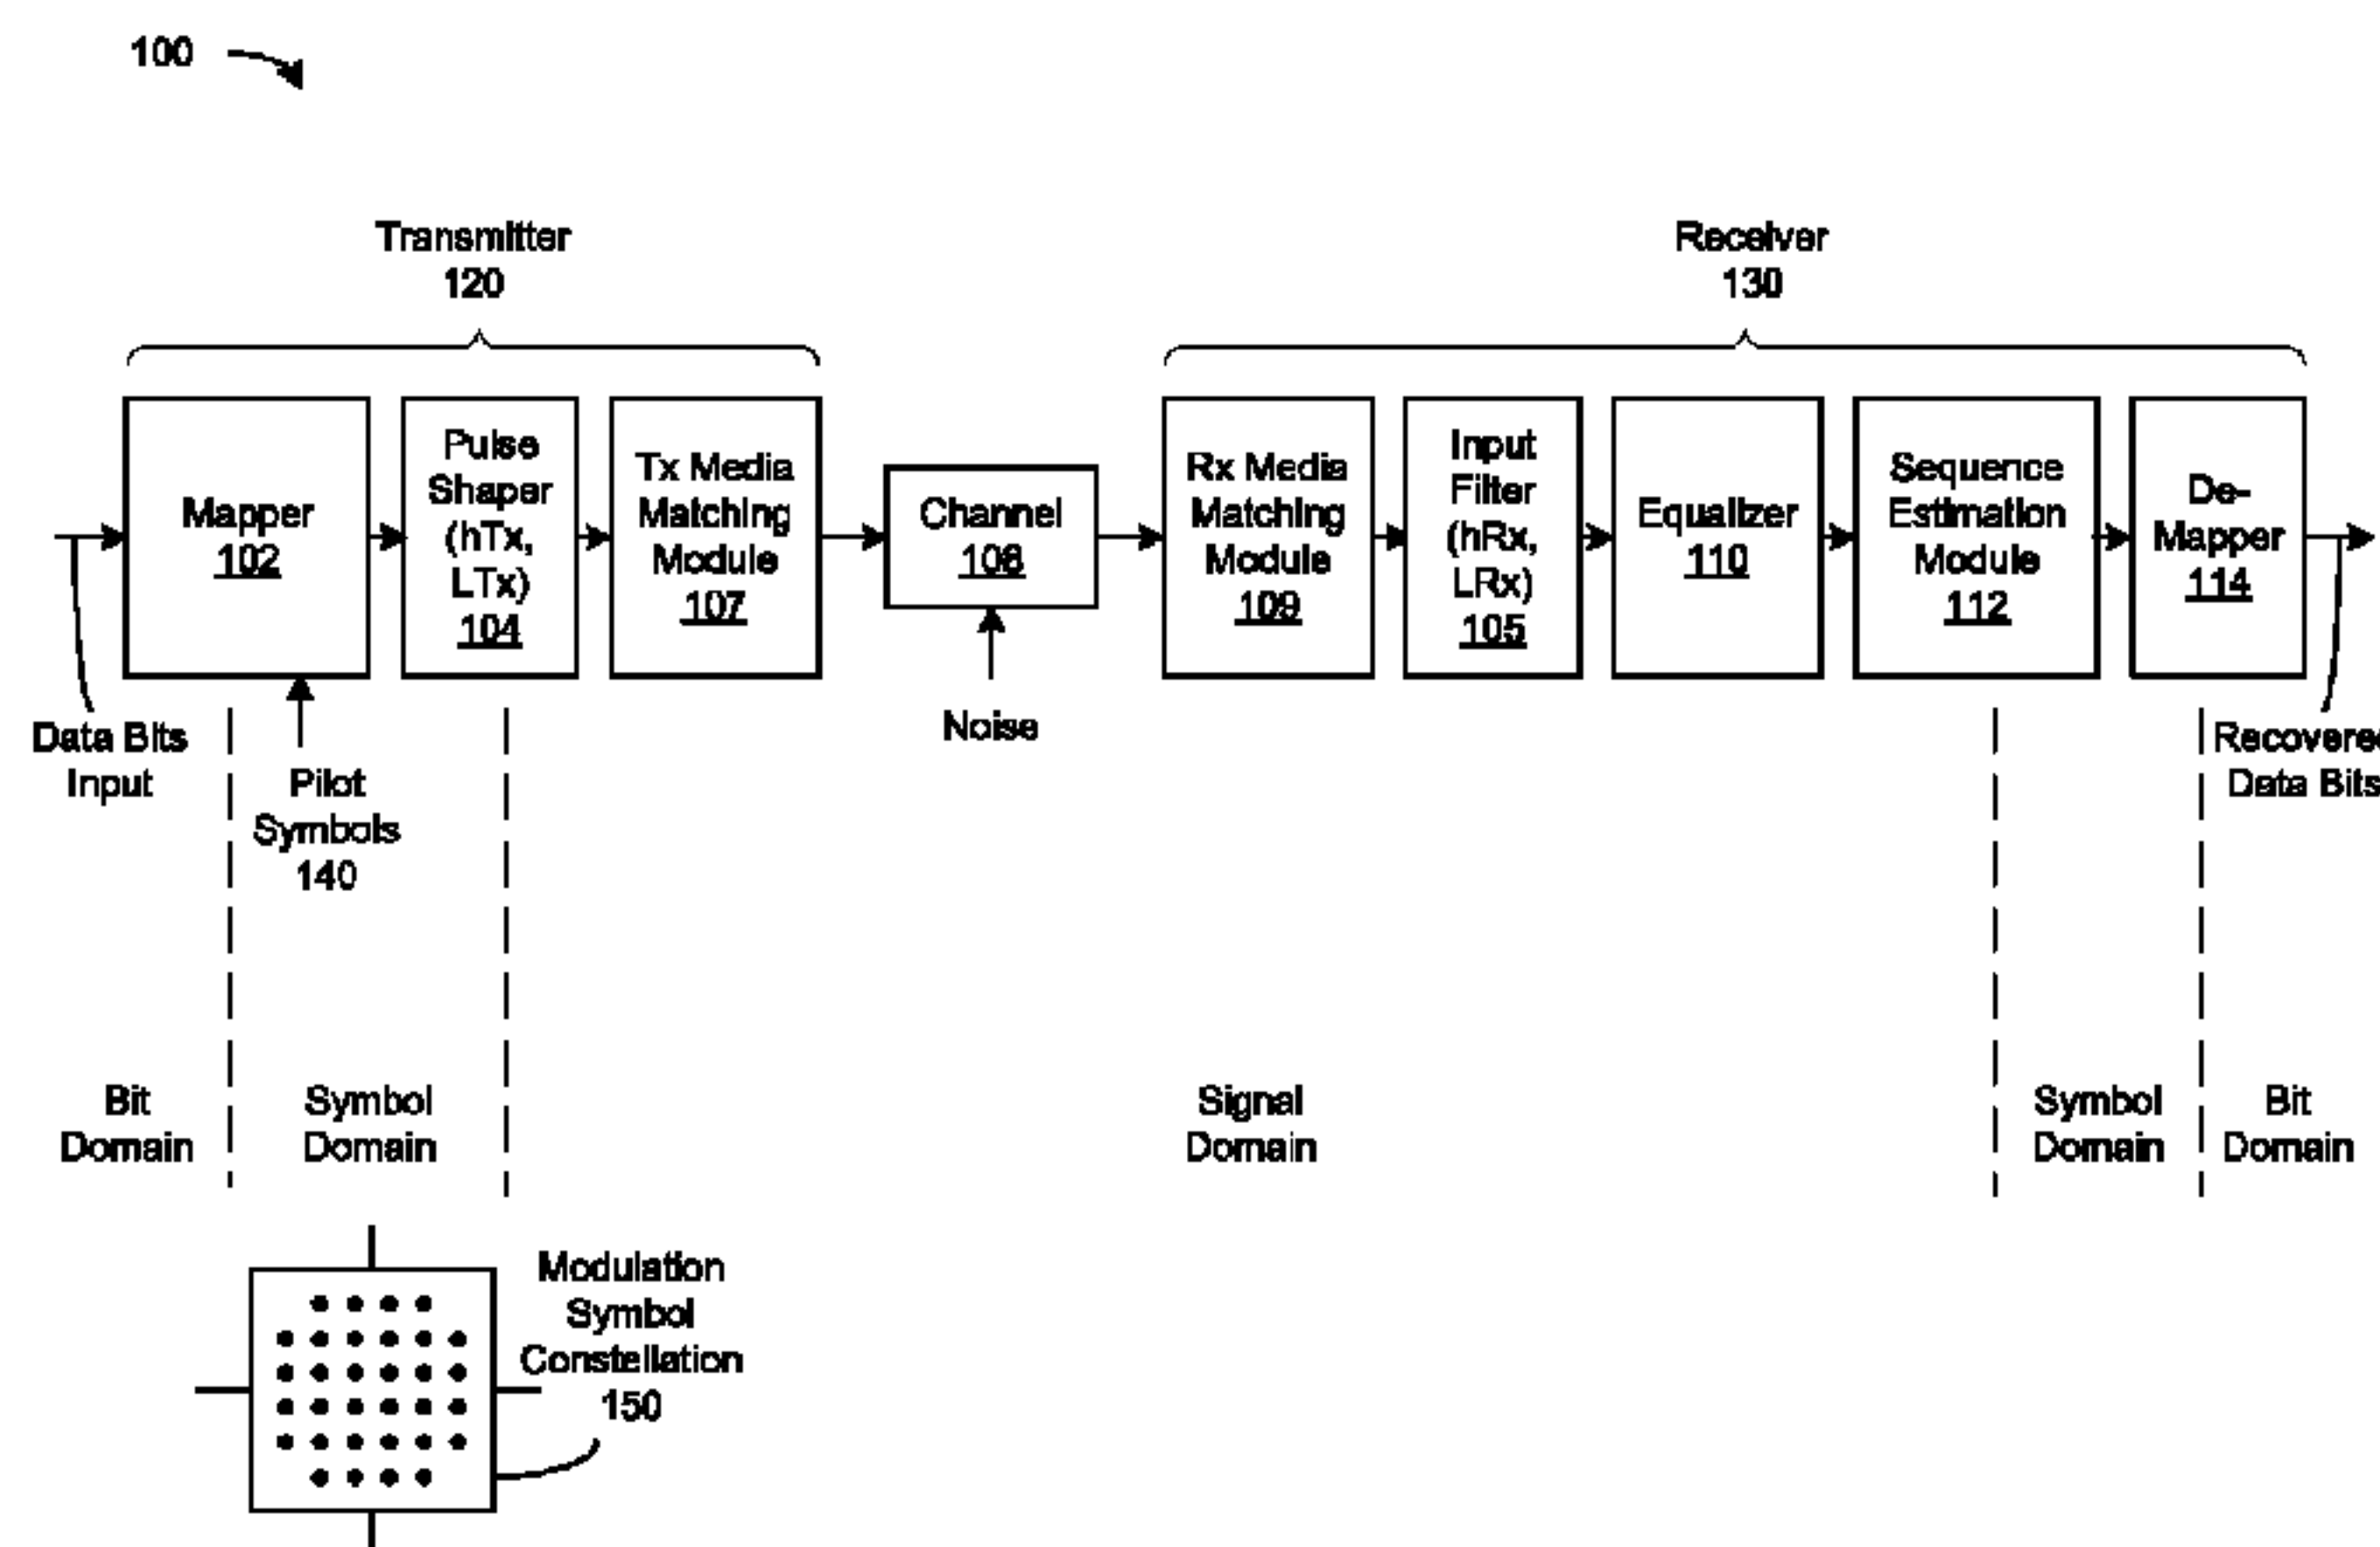 100
Transmitter
120
Receiver
130
Mapper
102
Pulse
Shaper
(hTx,
LTx)
104
Tx Media
Matching
Module
107
Channel
106
Noise
Rx Media
Matching
Module
109
Input
Filter
(hRx,
LRx)
105
Equalizer
110
Sequence
Estimation
Module
112
De-
Mapper
114
Data Bits
Input
Pilot
Symbols
140
Recovered
Data Bits
Bit
Domain
Symbol
Domain
Signal
Domain
Symbol
Domain
Bit
Domain
Modulation
Symbol
Constellation
150